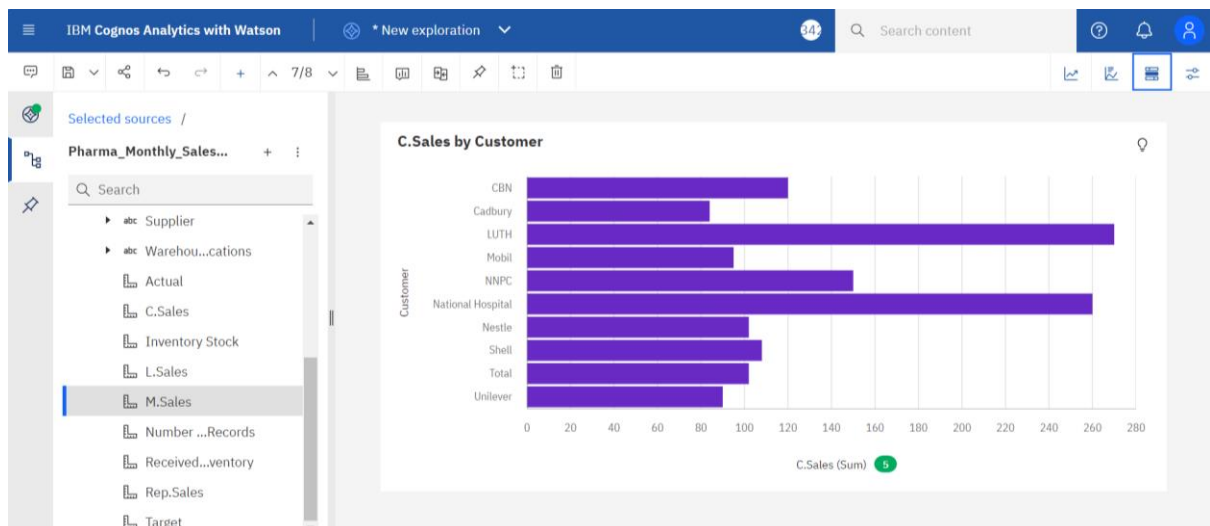 IBM Cognos Analytics with Watson
* New exploration
342
Search content
7/8
Selected sources /
Pharma_Monthly_Sales...
Search
abc Supplier
abc Warehou...cations
Actual
C.Sales
Inventory Stock
L.Sales
M.Sales
Number ...Records
Received...ventory
Rep.Sales
Target
C.Sales by Customer
Customer
CBN
Cadbury
LUTH
Mobil
NNPC
National Hospital
Nestle
Shell
Total
Unilever
0 20 40 60 80 100 120 140 160 180 200 220 240 260 280
C.Sales (Sum) 5